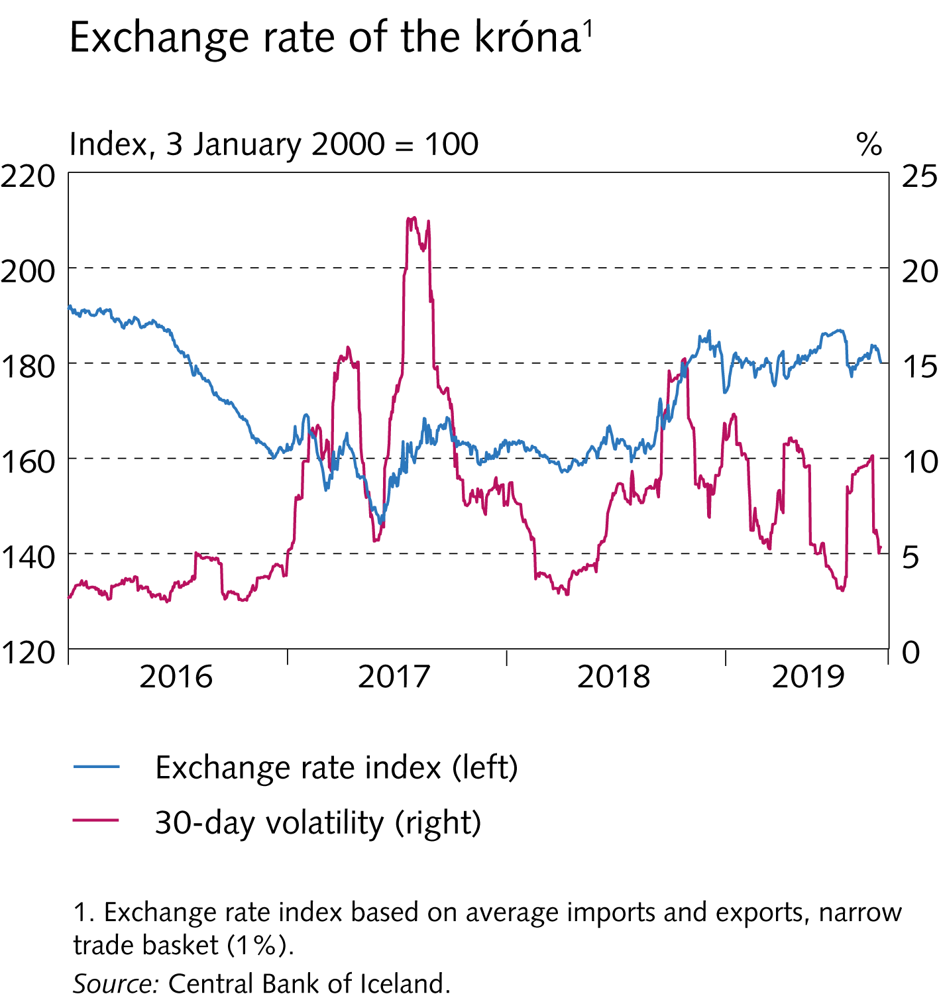 Exchange rate of the króna¹
Index, 3 January 2000 = 100 %
220 25
200 20
180 15
160 10
140 5
120 0
2016 2017 2018 2019
Exchange rate index (left)
30-day volatility (right)
1. Exchange rate index based on average imports and exports, narrow
trade basket (1%).
Source: Central Bank of Iceland.